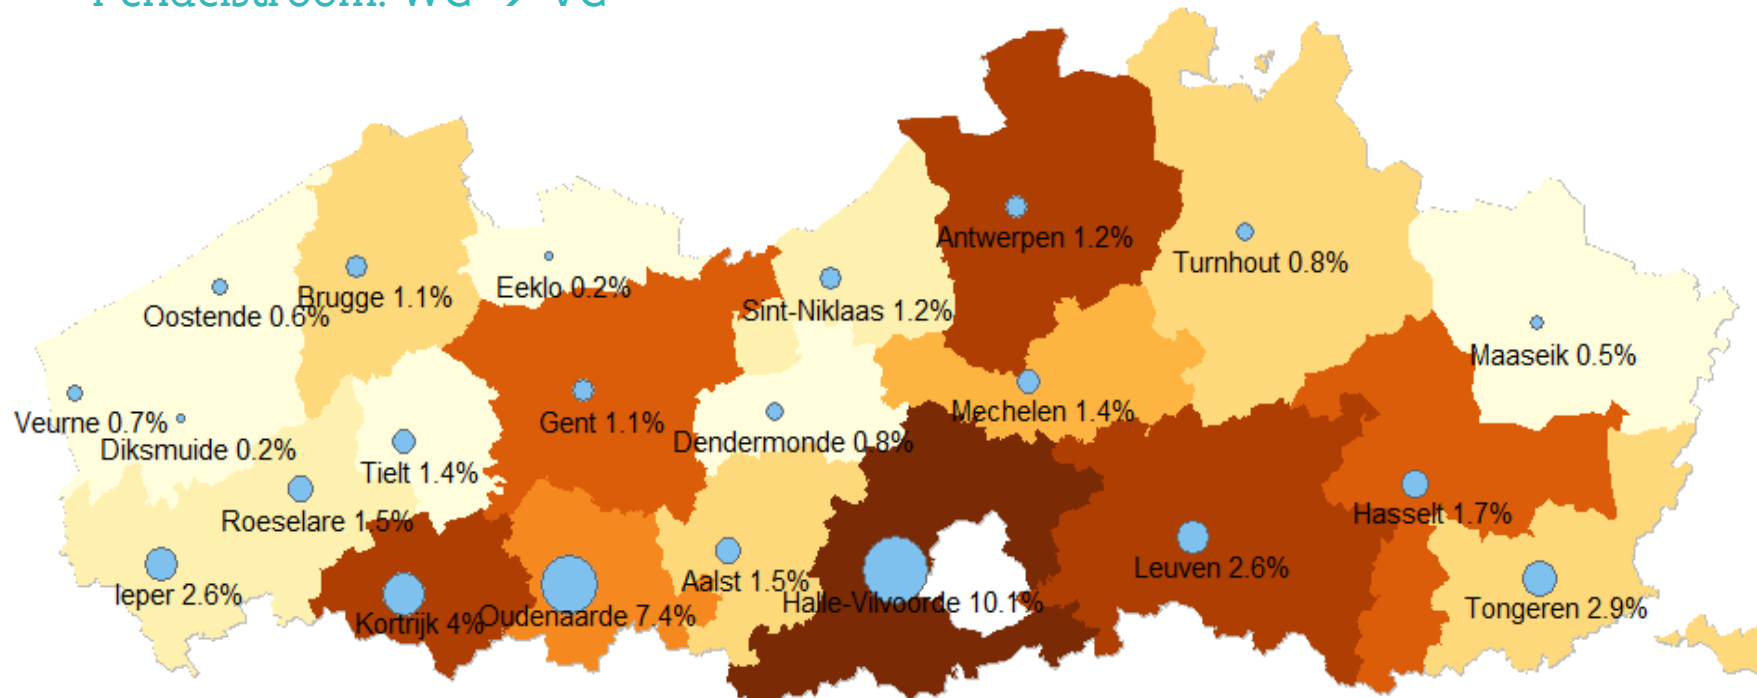 Pendelstroom: WG → VG
Antwerpen 1.2%
Turnhout 0.8%
Eeklo 0.2%
Brugge 1.1%
Oostende 0.6%
Sint-Niklaas 1.2%
Maaseik 0.5%
Veurne 0.7%
Diksmuide 0.2%
Gent 1.1%
Mechelen 1.4%
Dendermonde 0.8%
Tielt 1.4%
Roeselare 1.5%
Hasselt 1.7%
Ieper 2.6%
Kortrijk 4%
Oudenaarde 7.4%
Aalst 1.5%
Halle-Vilvoorde 10.1%
Leuven 2.6%
Tongeren 2.9%